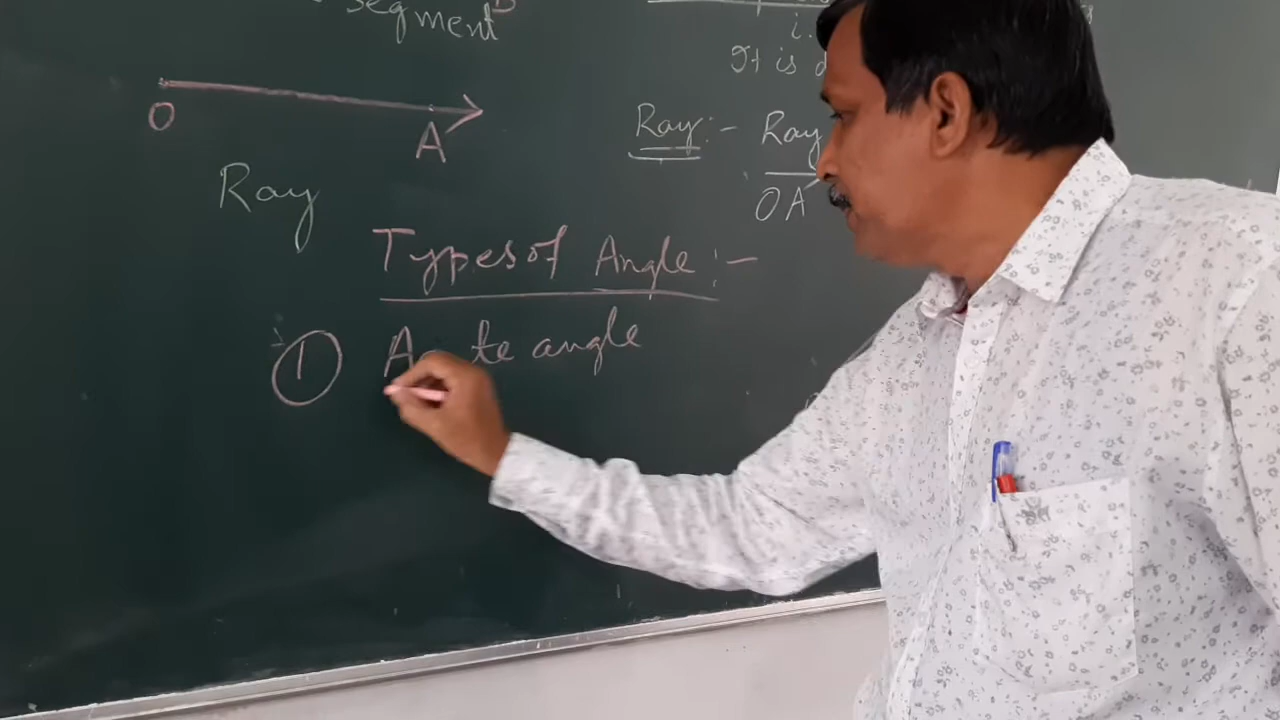 segment
O A
Ray
i.
It is
Ray :- Ray
OA
Types of Angle :-
① Acute angle